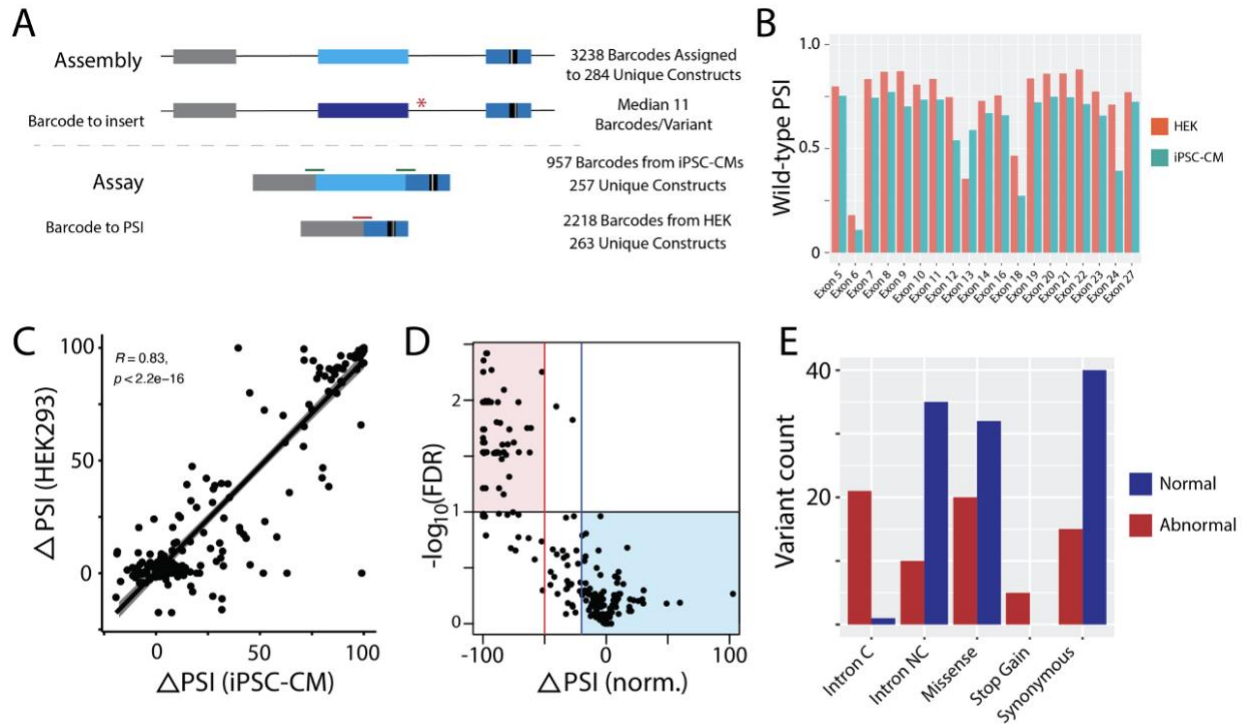 A
Assembly
3238 Barcodes Assigned
to 284 Unique Constructs
Barcode to insert
*
Median 11
Barcodes/Variant
Assay
957 Barcodes from iPSC-CMs
257 Unique Constructs
Barcode to PSI
2218 Barcodes from HEK
263 Unique Constructs
B
Wild-type PSI
1.0
0.5
0
Exon 5
Exon 6
Exon 7
Exon 8
Exon 9
Exon 10
Exon 11
Exon 12
Exon 13
Exon 14
Exon 16
Exon 18
Exon 19
Exon 20
Exon 21
Exon 22
Exon 23
Exon 24
Exon 27
HEK
iPSC-CM
C
R = 0.83,
p < 2.2e−16
△PSI (HEK293)
100
50
0
0
50
100
△PSI (iPSC-CM)
D
-log10(FDR)
2
1
0
-100
0
100
△PSI (norm.)
E
Variant count
40
20
0
Intron C
Intron NC
Missense
Stop Gain
Synonymous
Normal
Abnormal